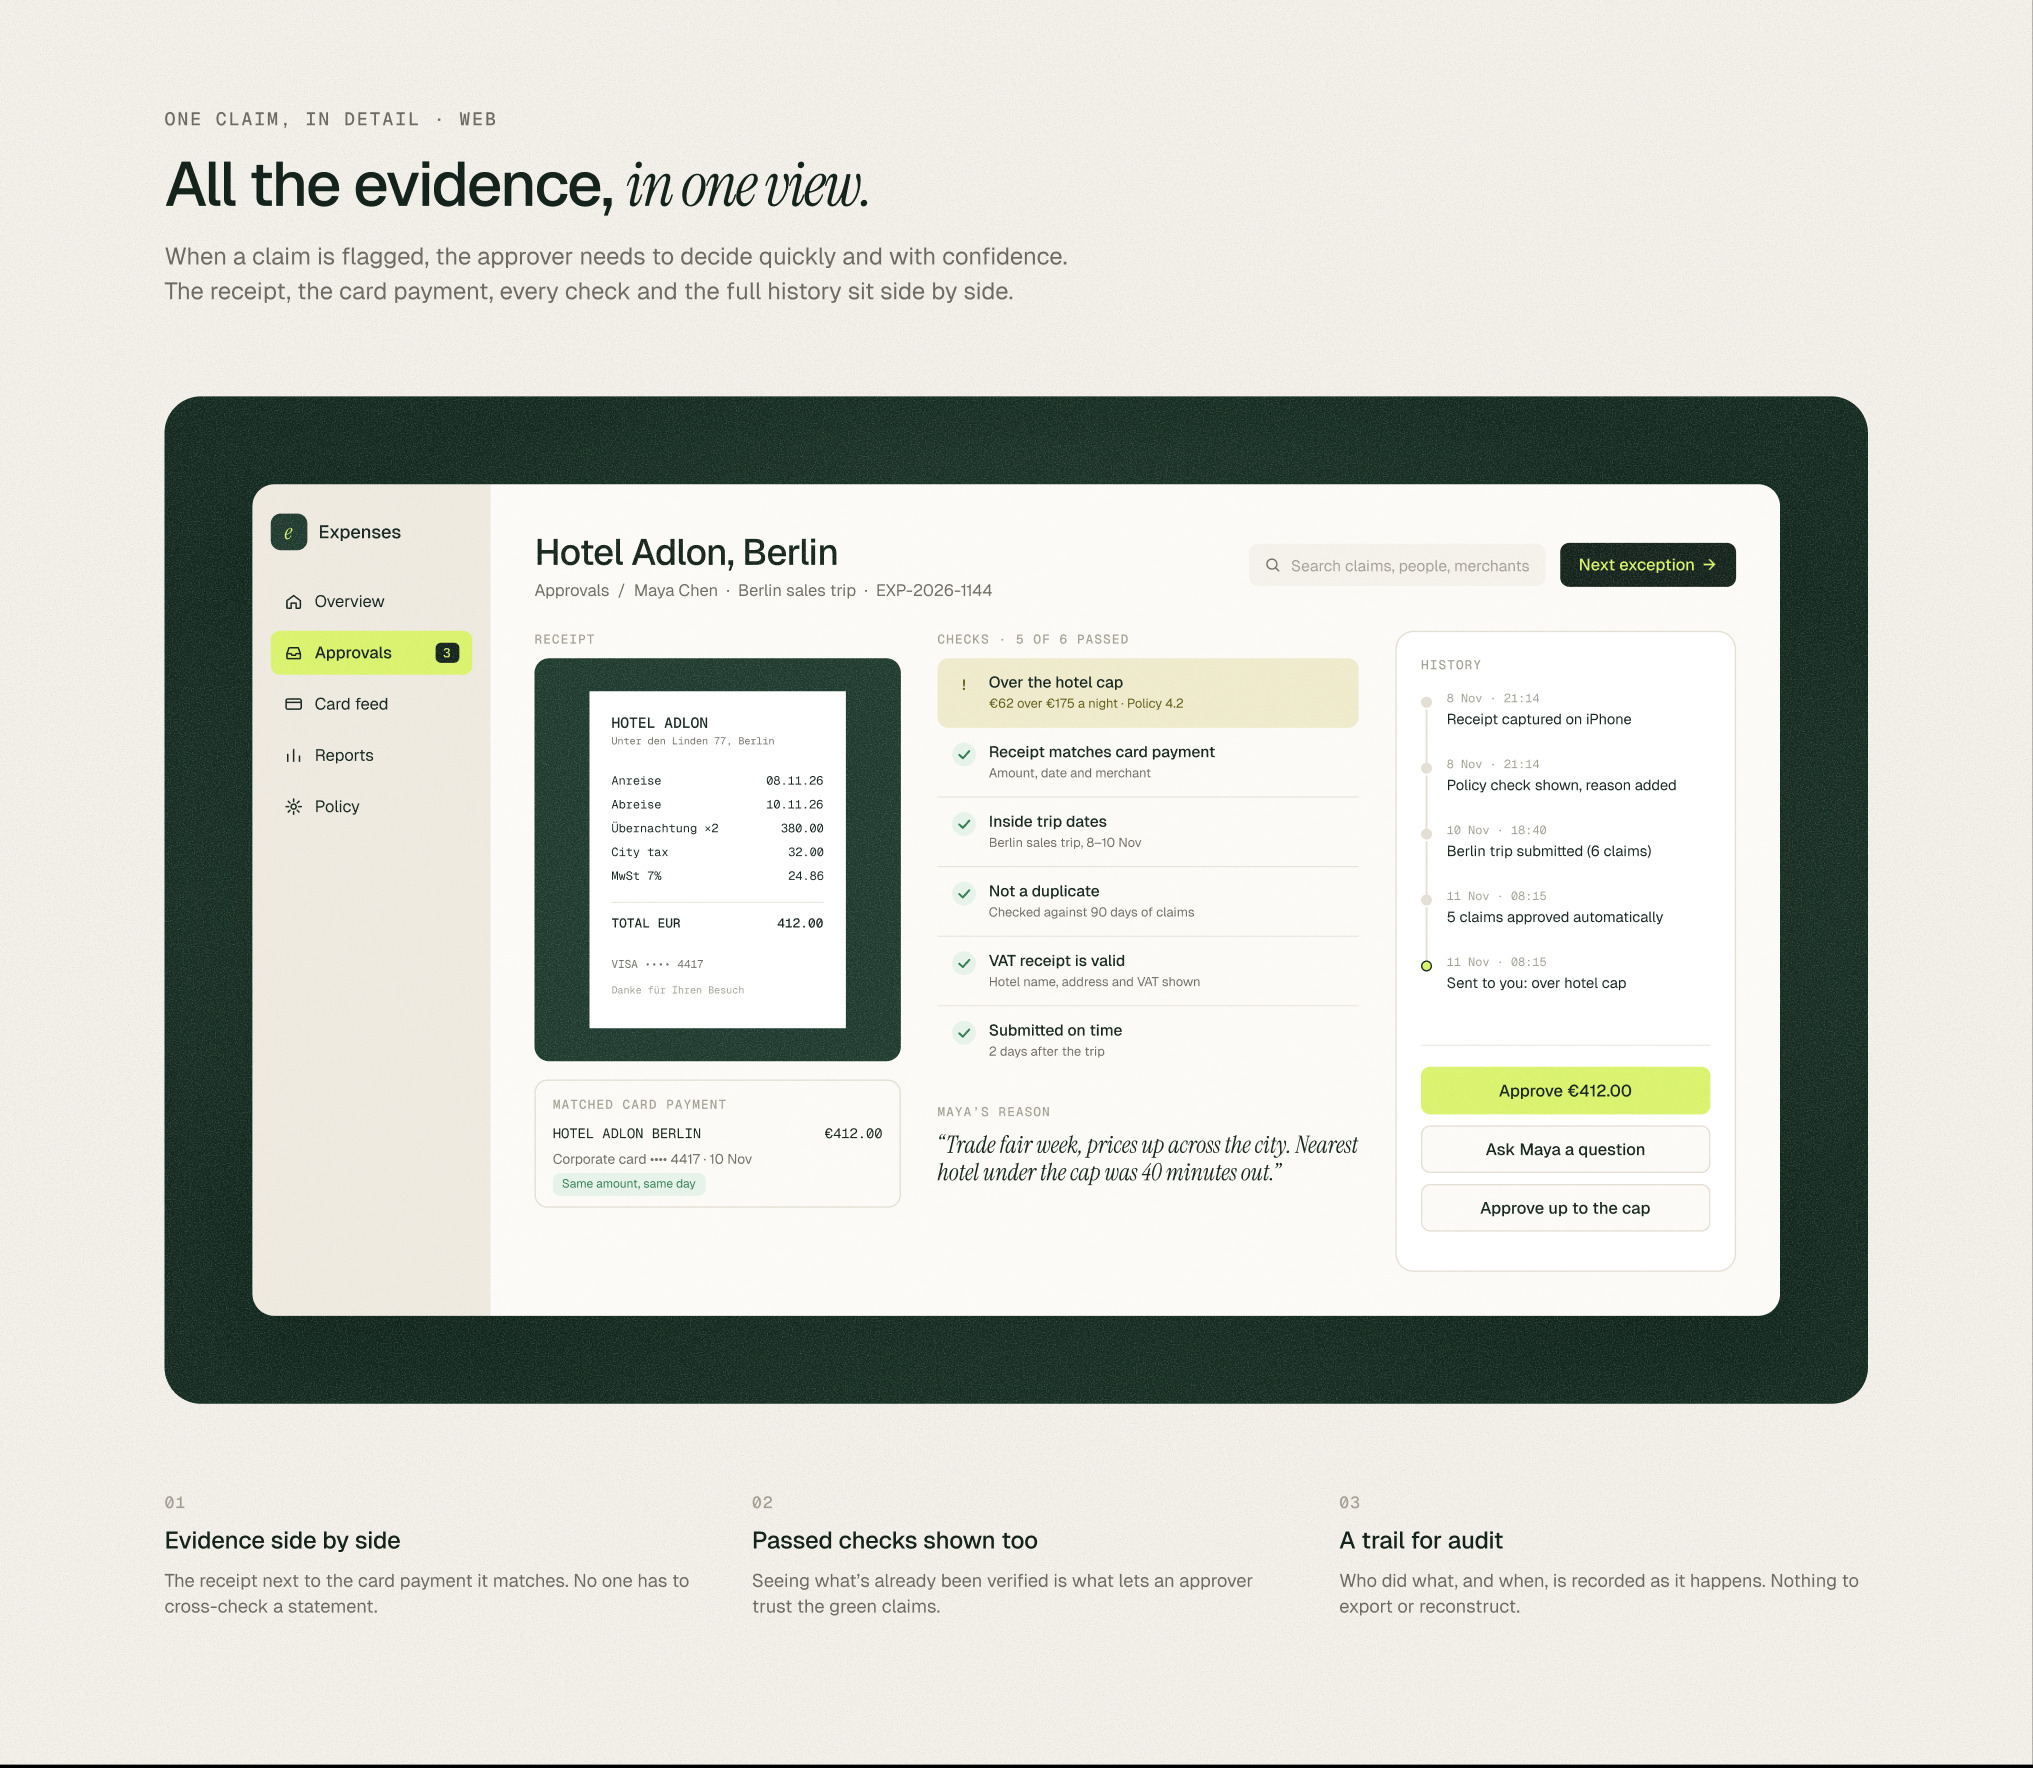 ONE CLAIM, IN DETAIL · WEB
All the evidence, in one view.
When a claim is flagged, the approver needs to decide quickly and with confidence.
The receipt, the card payment, every check and the full history sit side by side.
e Expenses
Overview
Approvals 3
Card feed
Reports
Policy
Hotel Adlon, Berlin
Approvals / Maya Chen · Berlin sales trip · EXP-2026-1144
Search claims, people, merchants
Next exception →
RECEIPT
HOTEL ADLON
Unter den Linden 77, Berlin
Anreise 08.11.26
Abreise 10.11.26
Übernachtung ×2 380.00
City tax 32.00
MwSt 7% 24.86
TOTAL EUR 412.00
VISA •••• 4417
Danke für Ihren Besuch
MATCHED CARD PAYMENT
HOTEL ADLON BERLIN €412.00
Corporate card •••• 4417 · 10 Nov
Same amount, same day
CHECKS · 5 OF 6 PASSED
! Over the hotel cap
€62 over €175 a night · Policy 4.2
Receipt matches card payment
Amount, date and merchant
Inside trip dates
Berlin sales trip, 8–10 Nov
Not a duplicate
Checked against 90 days of claims
VAT receipt is valid
Hotel name, address and VAT shown
Submitted on time
2 days after the trip
MAYA’S REASON
“Trade fair week, prices up across the city. Nearest
hotel under the cap was 40 minutes out.”
HISTORY
8 Nov · 21:14
Receipt captured on iPhone
8 Nov · 21:14
Policy check shown, reason added
10 Nov · 18:40
Berlin trip submitted (6 claims)
11 Nov · 08:15
5 claims approved automatically
11 Nov · 08:15
Sent to you: over hotel cap
Approve €412.00
Ask Maya a question
Approve up to the cap
01
Evidence side by side
The receipt next to the card payment it matches. No one has to
cross-check a statement.
02
Passed checks shown too
Seeing what’s already been verified is what lets an approver
trust the green claims.
03
A trail for audit
Who did what, and when, is recorded as it happens. Nothing to
export or reconstruct.